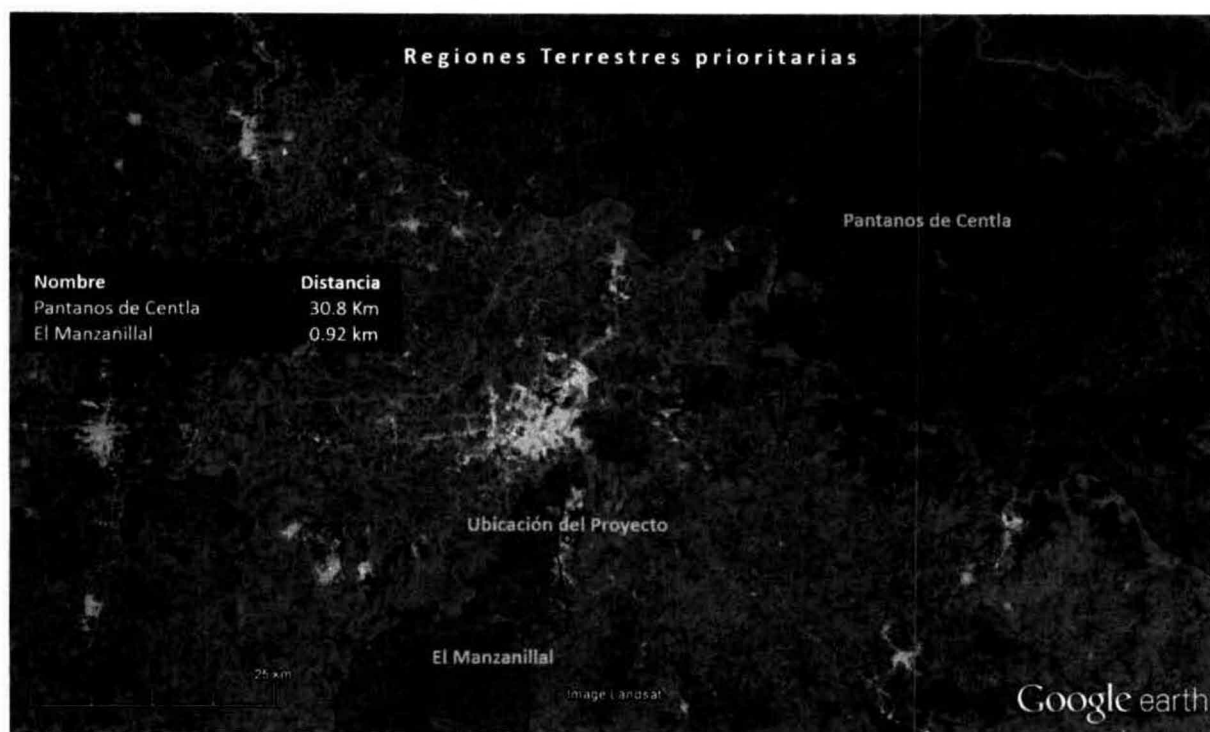 Regiones Terrestres prioritarias
Pantanos de Centla
Nombre Distancia
Pantanos de Centla 30.8 Km
El Manzanillal 0.92 km
Ubicación del Proyecto
El Manzanillal
25 km
Image Landsat
Google earth